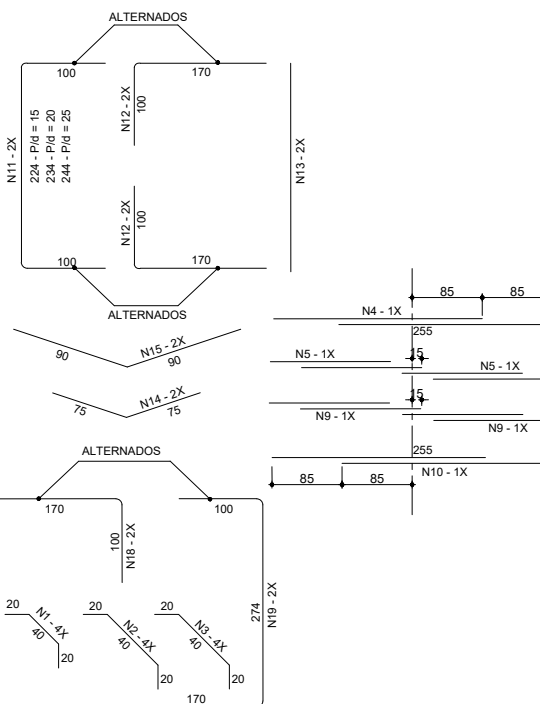 ALTERNADOS
100
170
N11 - 2X
224 - P/d = 15
234 - P/d = 20
244 - P/d = 25
N12 - 2X
100
N13 - 2X
N12 - 2X
100
100
170
ALTERNADOS
85
85
N4 - 1X
255
90
N15 - 2X
90
N5 - 1X
15
N5 - 1X
75
N14 - 2X
75
15
N9 - 1X
N9 - 1X
ALTERNADOS
255
N10 - 1X
170
100
85
85
100
N18 - 2X
274
N19 - 2X
20
N1 - 4X
40
20
20
N2 - 4X
40
20
20
N3 - 4X
40
20
170